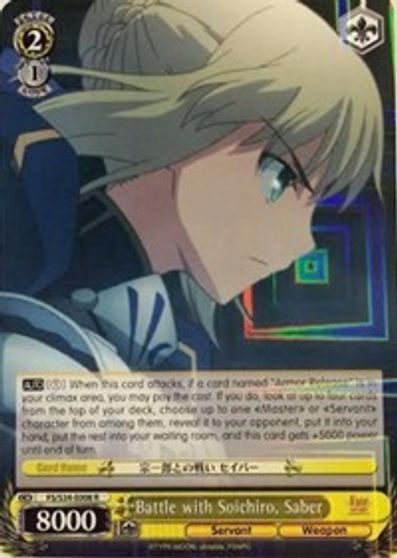 2
1
AUTO (①) When this card attacks, if a card named "Armor Release" is in
your climax area, you may pay the cost. If you do, look at up to four cards
from the top of your deck, choose up to one «Master» or «Servant»
character from among them, reveal it to your opponent, put it into
your hand, put the rest into your waiting room, and this card gets +5000 power
until end of turn.
Card Name 宗一郎との戦い セイバー
FS/S34-E008 R Battle with Soichiro, Saber
8000 Servant Weapon